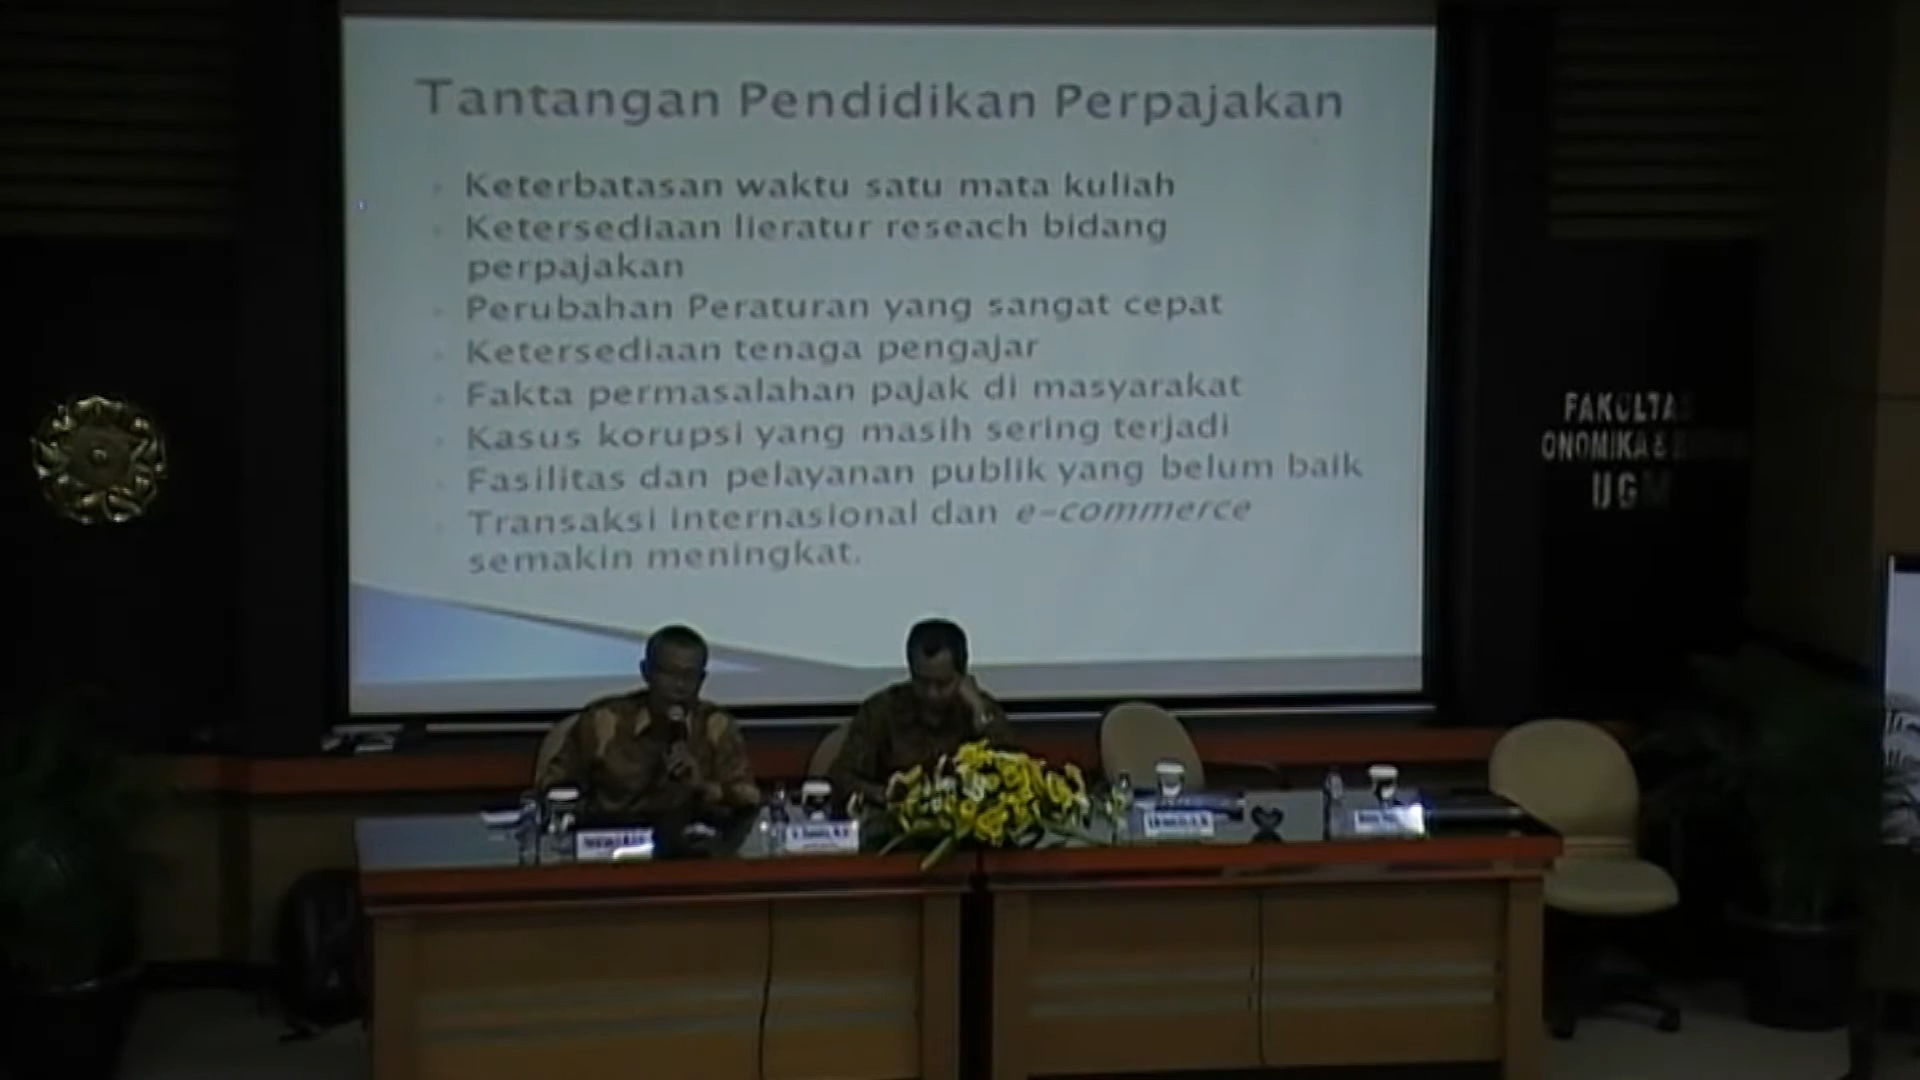 Tantangan Pendidikan Perpajakan
Keterbatasan waktu satu mata kuliah
Ketersediaan lieratur reseach bidang
perpajakan
Perubahan Peraturan yang sangat cepat
Ketersediaan tenaga pengajar
Fakta permasalahan pajak di masyarakat
Kasus korupsi yang masih sering terjadi
Fasilitas dan pelayanan publik yang belum baik
Transaksi internasional dan e-commerce
semakin meningkat.
FAKULTA
ONOMIKA &
UGM